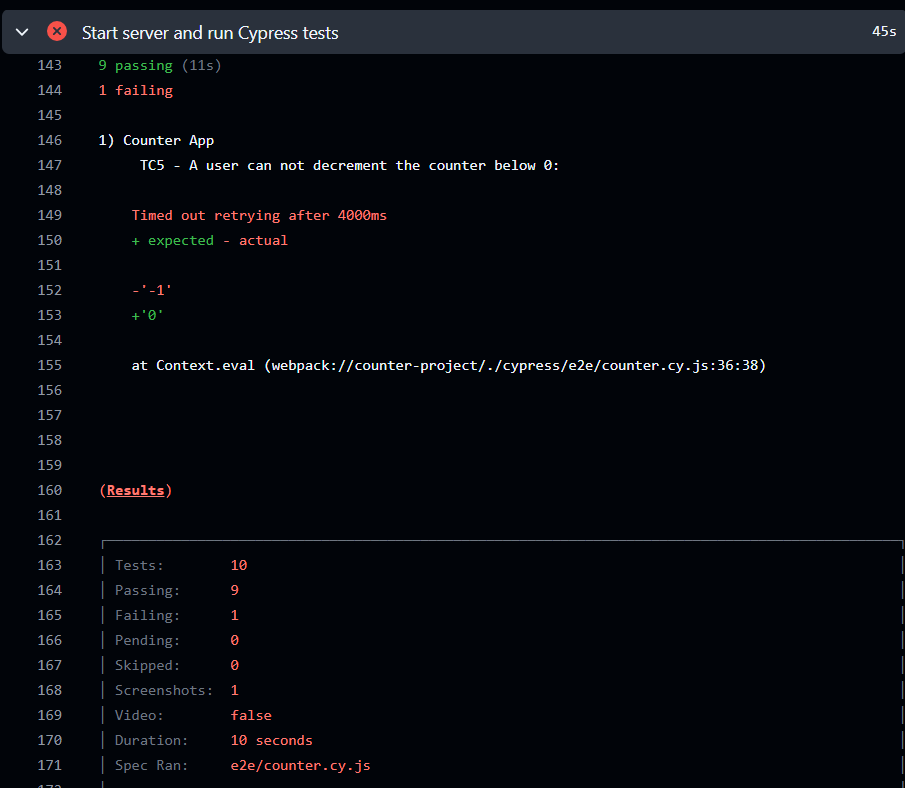 Start server and run Cypress tests 45s
143 9 passing (11s)
144 1 failing
145
146 1) Counter App
147 TC5 - A user can not decrement the counter below 0:
148
149 Timed out retrying after 4000ms
150 + expected - actual
151
152 -'-1'
153 +'0'
154
155 at Context.eval (webpack://counter-project/./cypress/e2e/counter.cy.js:36:38)
156
157
158
159
160 (Results)
161
162
163 Tests: 10
164 Passing: 9
165 Failing: 1
166 Pending: 0
167 Skipped: 0
168 Screenshots: 1
169 Video: false
170 Duration: 10 seconds
171 Spec Ran: e2e/counter.cy.js